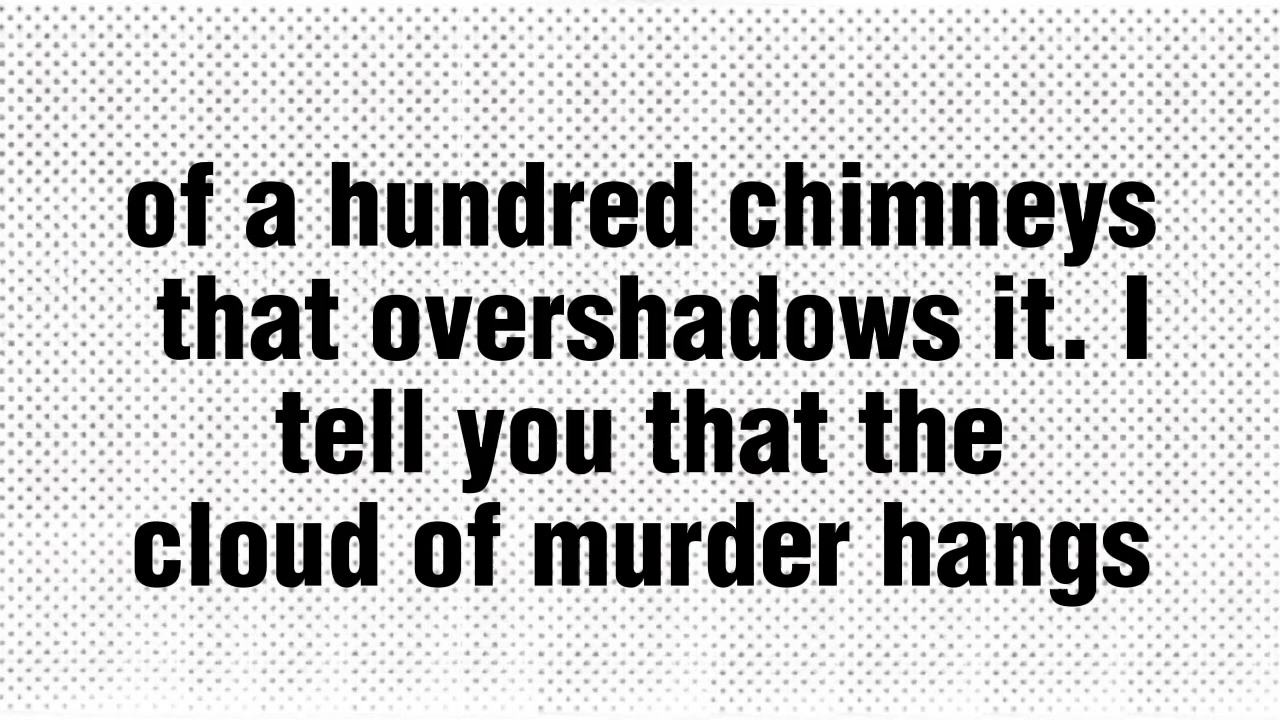 of a hundred chimneys
that overshadows it. I
tell you that the
cloud of murder hangs